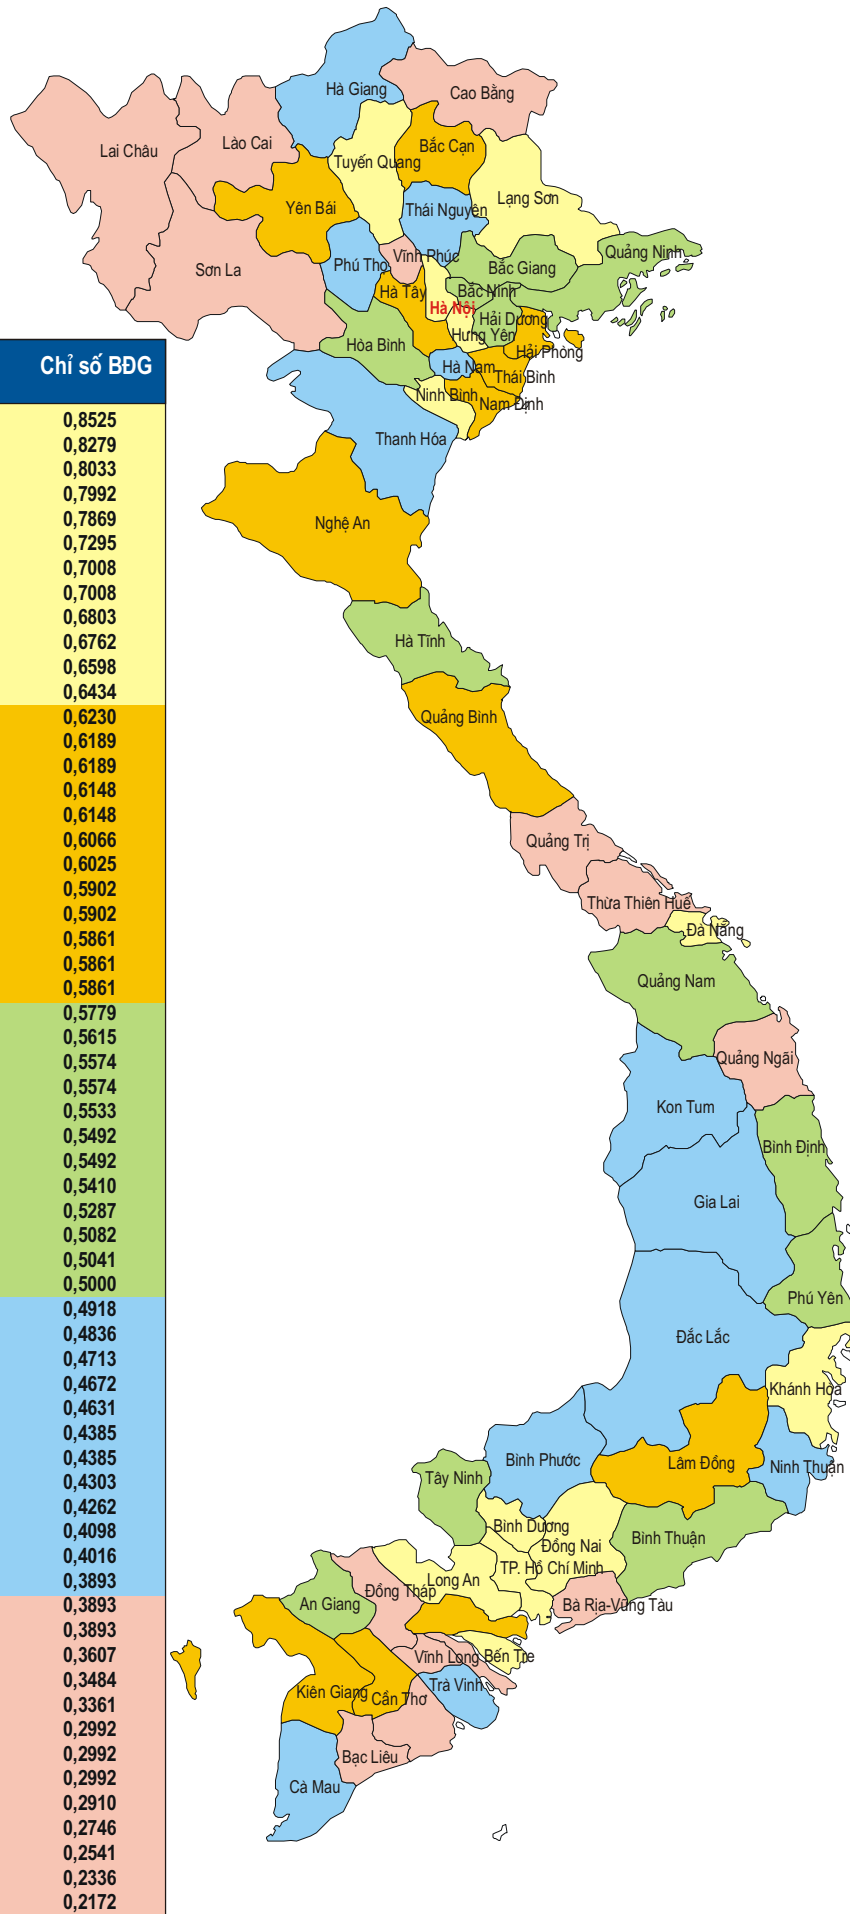 Hà Giang
Cao Bằng
Lào Cai
Lai Châu
Bắc Cạn
Tuyến Quang
Lạng Sơn
Yên Bái
Thái Nguyên
Sơn La
Phú Thọ
Vĩnh Phúc
Bắc Giang
Quảng Ninh
Hà Tây
Bắc Ninh
Hà Nội
Hải Dương
Hưng Yên
Hòa Bình
Hải Phòng
Hà Nam
Thái Bình
Ninh Bình
Nam Định
Thanh Hóa
Nghệ An
Hà Tĩnh
Quảng Bình
Quảng Trị
Thừa Thiên Huế
Đà Nẵng
Quảng Nam
Quảng Ngãi
Kon Tum
Bình Định
Gia Lai
Phú Yên
Đắc Lắc
Khánh Hòa
Bình Phước
Lâm Đồng
Ninh Thuận
Tây Ninh
Bình Dương
Đồng Nai
Bình Thuận
TP. Hồ Chí Minh
Long An
Đồng Tháp
An Giang
Bà Rịa-Vũng Tàu
Vĩnh Long
Bến Tre
Trà Vinh
Kiên Giang
Cần Thơ
Bạc Liêu
Cà Mau
Chỉ số BĐG
0,8525
0,8279
0,8033
0,7992
0,7869
0,7295
0,7008
0,7008
0,6803
0,6762
0,6598
0,6434
0,6230
0,6189
0,6189
0,6148
0,6148
0,6066
0,6025
0,5902
0,5902
0,5861
0,5861
0,5861
0,5779
0,5615
0,5574
0,5574
0,5533
0,5492
0,5492
0,5410
0,5287
0,5082
0,5041
0,5000
0,4918
0,4836
0,4713
0,4672
0,4631
0,4385
0,4385
0,4303
0,4262
0,4098
0,4016
0,3893
0,3893
0,3893
0,3607
0,3484
0,3361
0,2992
0,2992
0,2992
0,2910
0,2746
0,2541
0,2336
0,2172